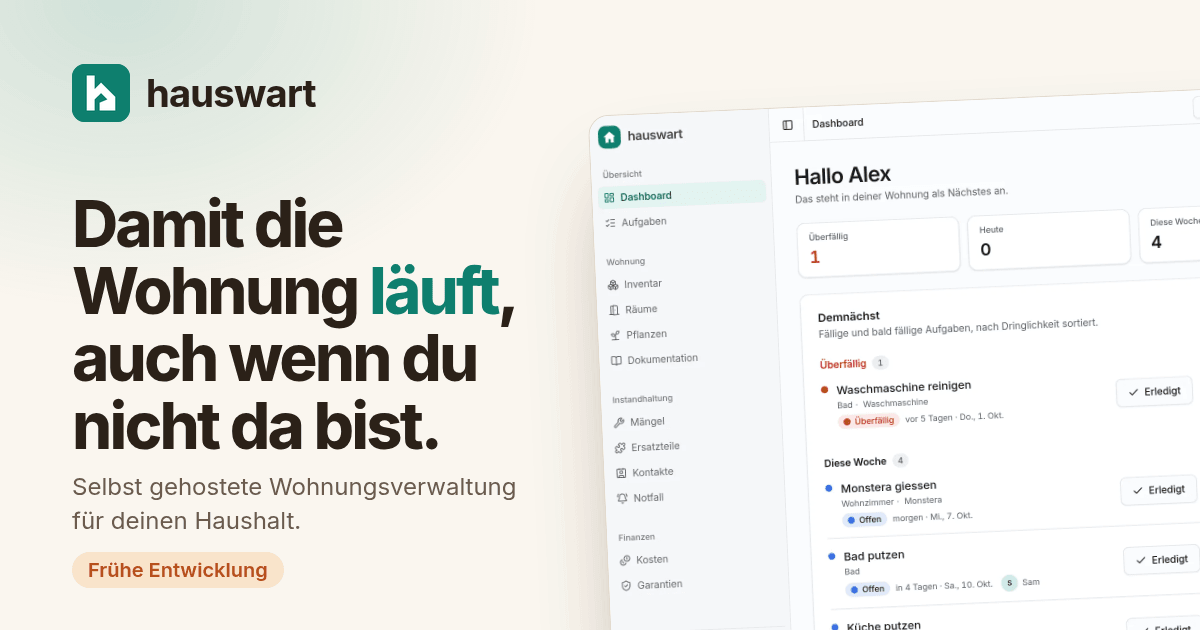 hauswart
Damit die
Wohnung läuft,
auch wenn du
nicht da bist.
Selbst gehostete Wohnungsverwaltung
für deinen Haushalt.
Frühe Entwicklung
hauswart
Übersicht
Dashboard
Aufgaben
Wohnung
Inventar
Räume
Pflanzen
Dokumentation
Instandhaltung
Mängel
Ersatzteile
Kontakte
Notfall
Finanzen
Kosten
Garantien
Dashboard
Hallo Alex
Das steht in deiner Wohnung als Nächstes an.
Überfällig
1
Heute
0
Diese Woche
4
Demnächst
Fällige und bald fällige Aufgaben, nach Dringlichkeit sortiert.
Überfällig 1
Waschmaschine reinigen
Bad · Waschmaschine
Überfällig vor 5 Tagen · Do., 1. Okt.
Erledigt
Diese Woche 4
Monstera giessen
Wohnzimmer · Monstera
Offen morgen · Mi., 7. Okt.
Erledigt
Bad putzen
Bad
Offen in 4 Tagen · Sa., 10. Okt. S Sam
Erledigt
Küche putzen
Erledigt